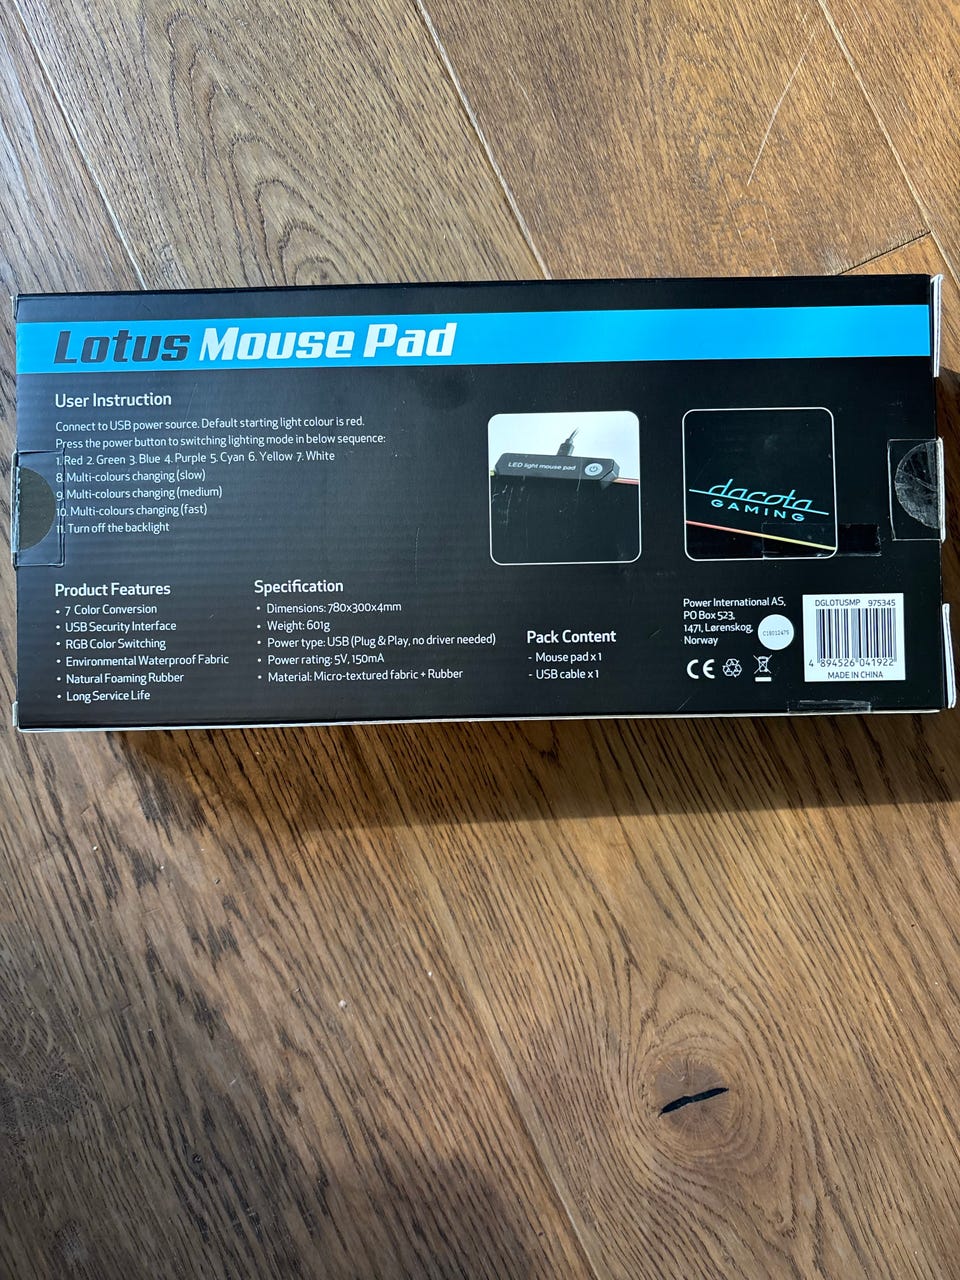 Lotus Mouse Pad
User Instruction
Connect to USB power source. Default starting light colour is red.
Press the power button to switching lighting mode in below sequence:
1. Red 2. Green 3. Blue 4. Purple 5. Cyan 6. Yellow 7. White
8. Multi-colours changing (slow)
9. Multi-colours changing (medium)
10. Multi-colours changing (fast)
11. Turn off the backlight
LED light mouse pad
dacota
GAMING
Product Features
• 7 Color Conversion
• USB Security Interface
• RGB Color Switching
• Environmental Waterproof Fabric
• Natural Foaming Rubber
• Long Service Life
Specification
• Dimensions: 780x300x4mm
• Weight: 601g
• Power type: USB (Plug & Play, no driver needed)
• Power rating: 5V, 150mA
• Material: Micro-textured fabric + Rubber
Pack Content
- Mouse pad x 1
- USB cable x 1
Power International AS,
PO Box 523,
1471, Lørenskog,
Norway
C18012475
CE
DGLOTUSMP 975345
4 894526 041922
MADE IN CHINA